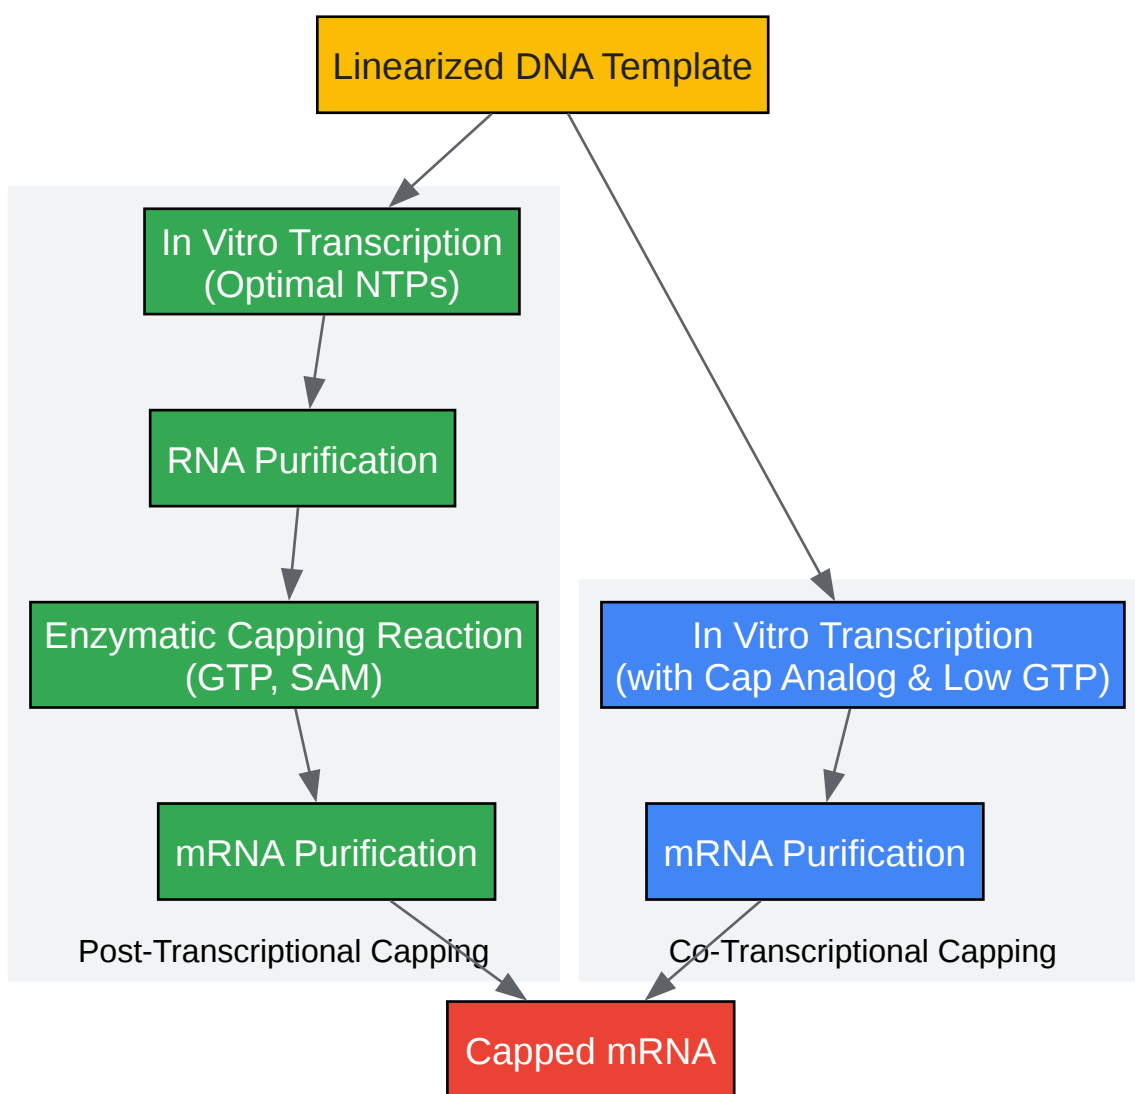 Linearized DNA Template
In Vitro Transcription
(Optimal NTPs)
RNA Purification
Enzymatic Capping Reaction
(GTP, SAM)
mRNA Purification
Post-Transcriptional Capping
In Vitro Transcription
(with Cap Analog & Low GTP)
mRNA Purification
Co-Transcriptional Capping
Capped mRNA